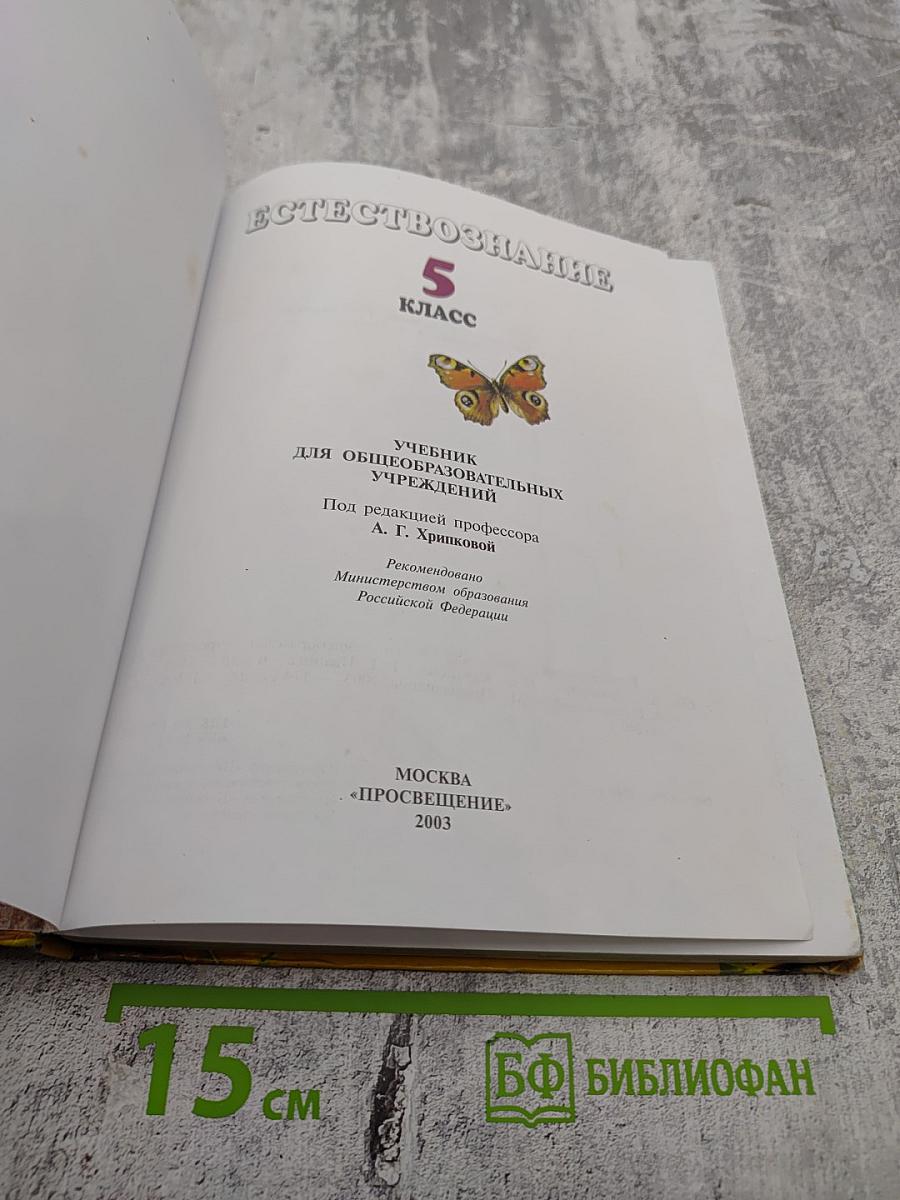 ЕСТЕСТВОЗНАНИЕ
5
КЛАСС
УЧЕБНИК
ДЛЯ ОБЩЕОБРАЗОВАТЕЛЬНЫХ
УЧРЕЖДЕНИЙ
Под редакцией профессора
А. Г. Хрипковой
Рекомендовано
Министерством образования
Российской Федерации
МОСКВА
«ПРОСВЕЩЕНИЕ»
2003
15 см
БФ БИБЛИОФАН